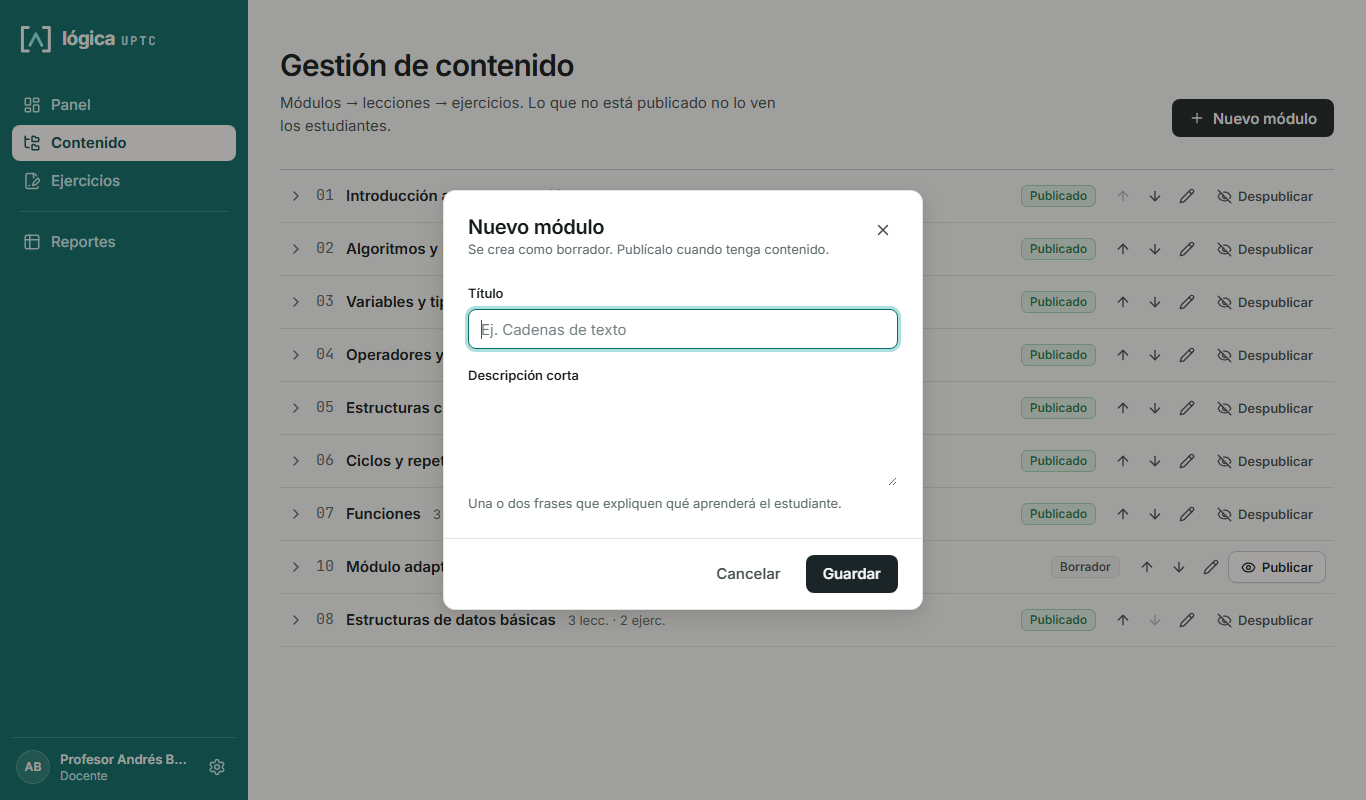 lógica UPTC
Panel
Contenido
Ejercicios
Reportes
Profesor Andrés B...
Docente
AB
Gestión de contenido
Módulos → lecciones → ejercicios. Lo que no está publicado no lo ven
los estudiantes.
+ Nuevo módulo
01 Introducción Publicado Despublicar
02 Algoritmos y Publicado Despublicar
03 Variables y Publicado Despublicar
04 Operadores y Publicado Despublicar
05 Estructuras Publicado Despublicar
06 Ciclos y Publicado Despublicar
07 Funciones 3 Publicado Despublicar
10 Módulo Borrador Publicar
08 Estructuras de datos básicas 3 lecc. · 2 ejerc. Publicado Despublicar
Nuevo módulo
Se crea como borrador. Publícalo cuando tenga contenido.
Título
Ej. Cadenas de texto
Descripción corta
Una o dos frases que expliquen qué aprenderá el estudiante.
Cancelar
Guardar